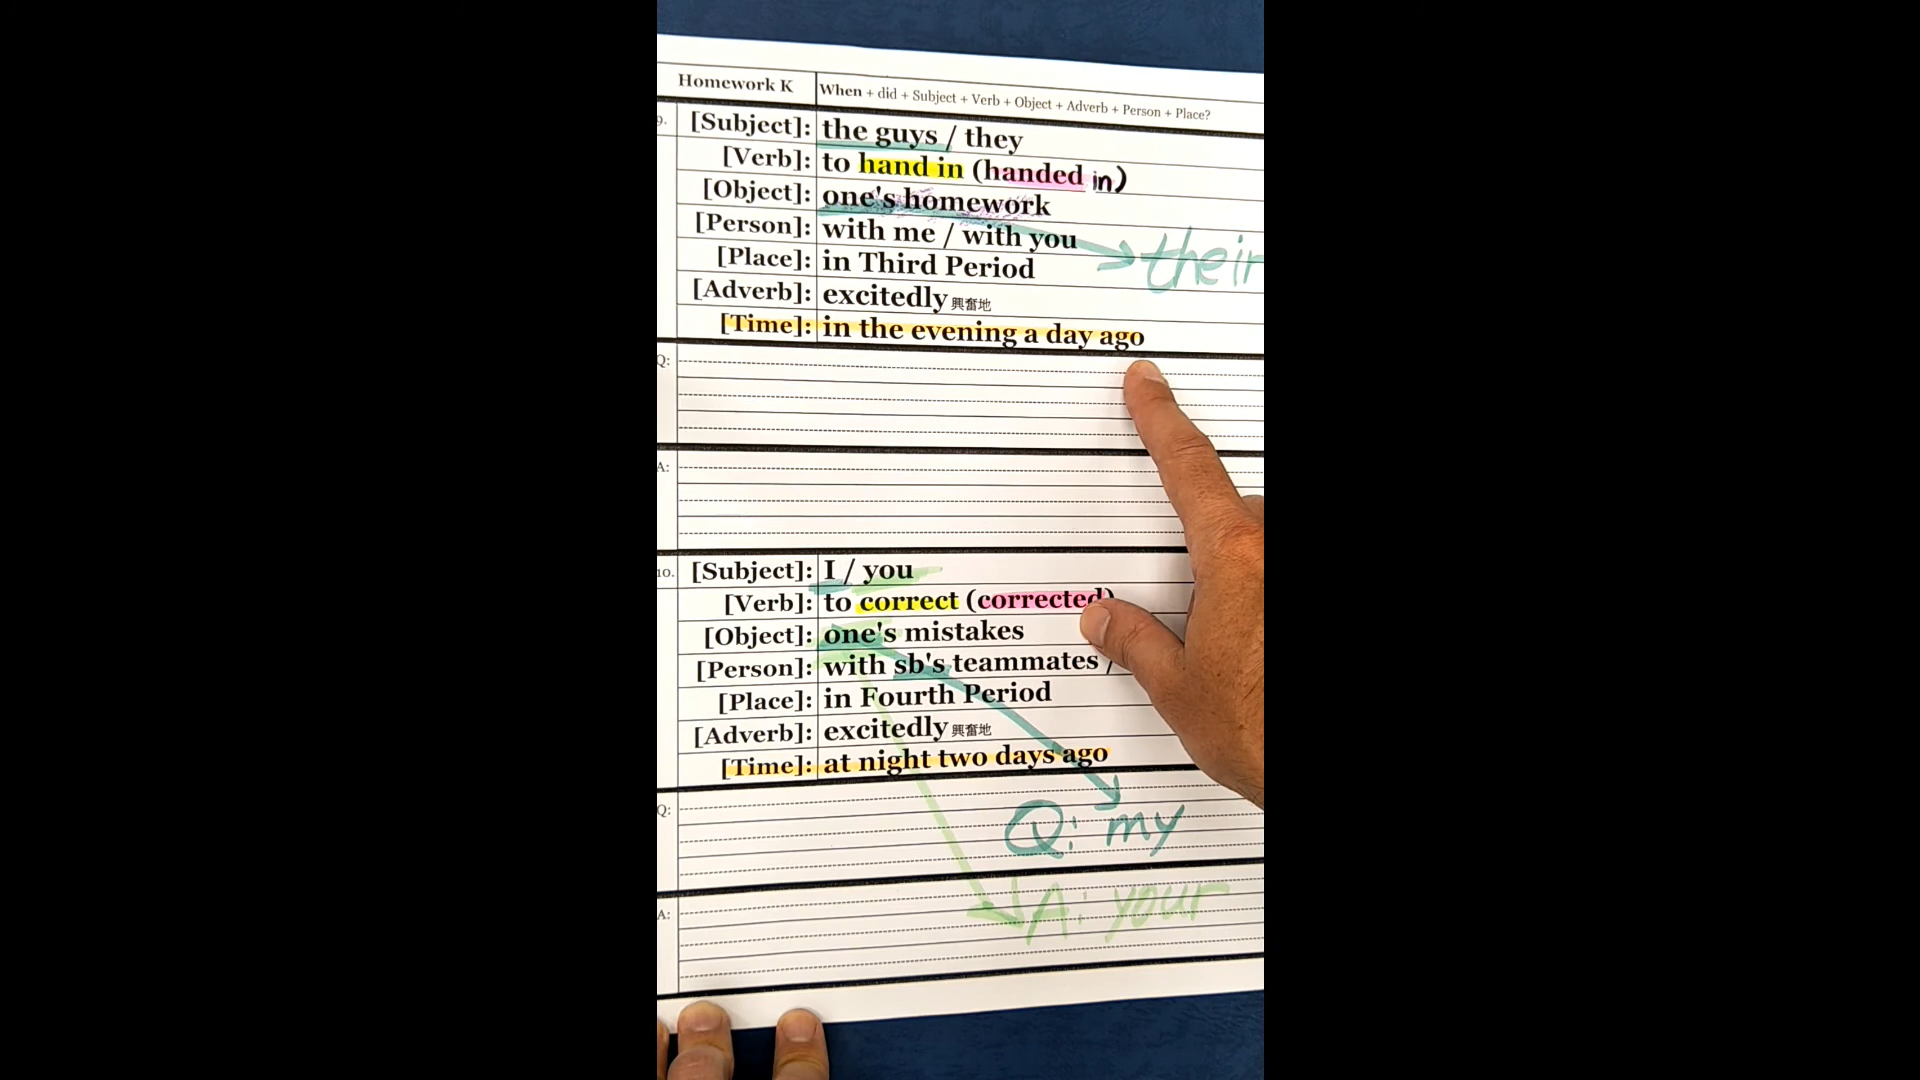 Homework K When + did + Subject + Verb + Object + Adverb + Person + Place?
9. [Subject]: the guys / they
[Verb]: to hand in (handed in)
[Object]: one's homework
[Person]: with me / with you
their
[Place]: in Third Period
[Adverb]: excitedly 興奮地
[Time]: in the evening a day ago
Q:
A:
10. [Subject]: I / you
[Verb]: to correct (corrected)
[Object]: one's mistakes
[Person]: with sb's teammates /
[Place]: in Fourth Period
[Adverb]: excitedly 興奮地
[Time]: at night two days ago
Q:
Q: my
A:
A: your